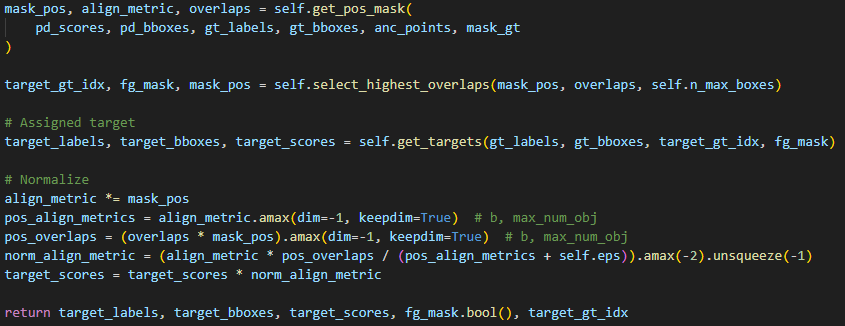 mask_pos, align_metric, overlaps = self.get_pos_mask(
    pd_scores, pd_bboxes, gt_labels, gt_bboxes, anc_points, mask_gt
)

target_gt_idx, fg_mask, mask_pos = self.select_highest_overlaps(mask_pos, overlaps, self.n_max_boxes)

# Assigned target
target_labels, target_bboxes, target_scores = self.get_targets(gt_labels, gt_bboxes, target_gt_idx, fg_mask)

# Normalize
align_metric *= mask_pos
pos_align_metrics = align_metric.amax(dim=-1, keepdim=True)  # b, max_num_obj
pos_overlaps = (overlaps * mask_pos).amax(dim=-1, keepdim=True)  # b, max_num_obj
norm_align_metric = (align_metric * pos_overlaps / (pos_align_metrics + self.eps)).amax(-2).unsqueeze(-1)
target_scores = target_scores * norm_align_metric

return target_labels, target_bboxes, target_scores, fg_mask.bool(), target_gt_idx